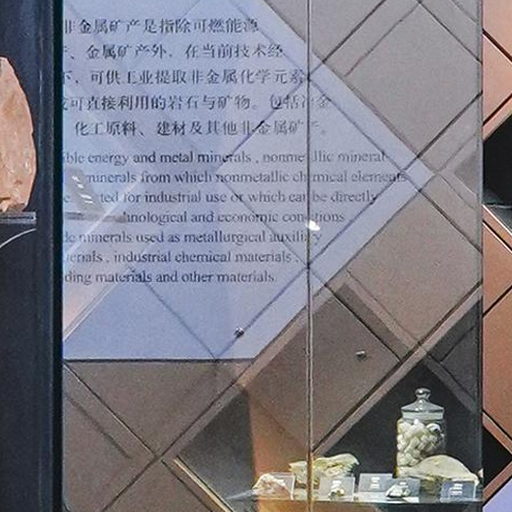 非金属矿产是指除可燃能源
、金属矿产外，在当前技术经
下，可供工业提取非金属化学元素
可直接利用的岩石与矿物。包括冶金
化工原料、建材及其他非金属矿产。
ible energy and metal minerals , nonmetallic mineral
minerals from which nonmetallic chemical elements
ted for industrial use or which can be directly
hnological and economic conditions
minerals used as metallurgical auxiliary
erials , industrial chemical materials ,
ding materials and other materials.